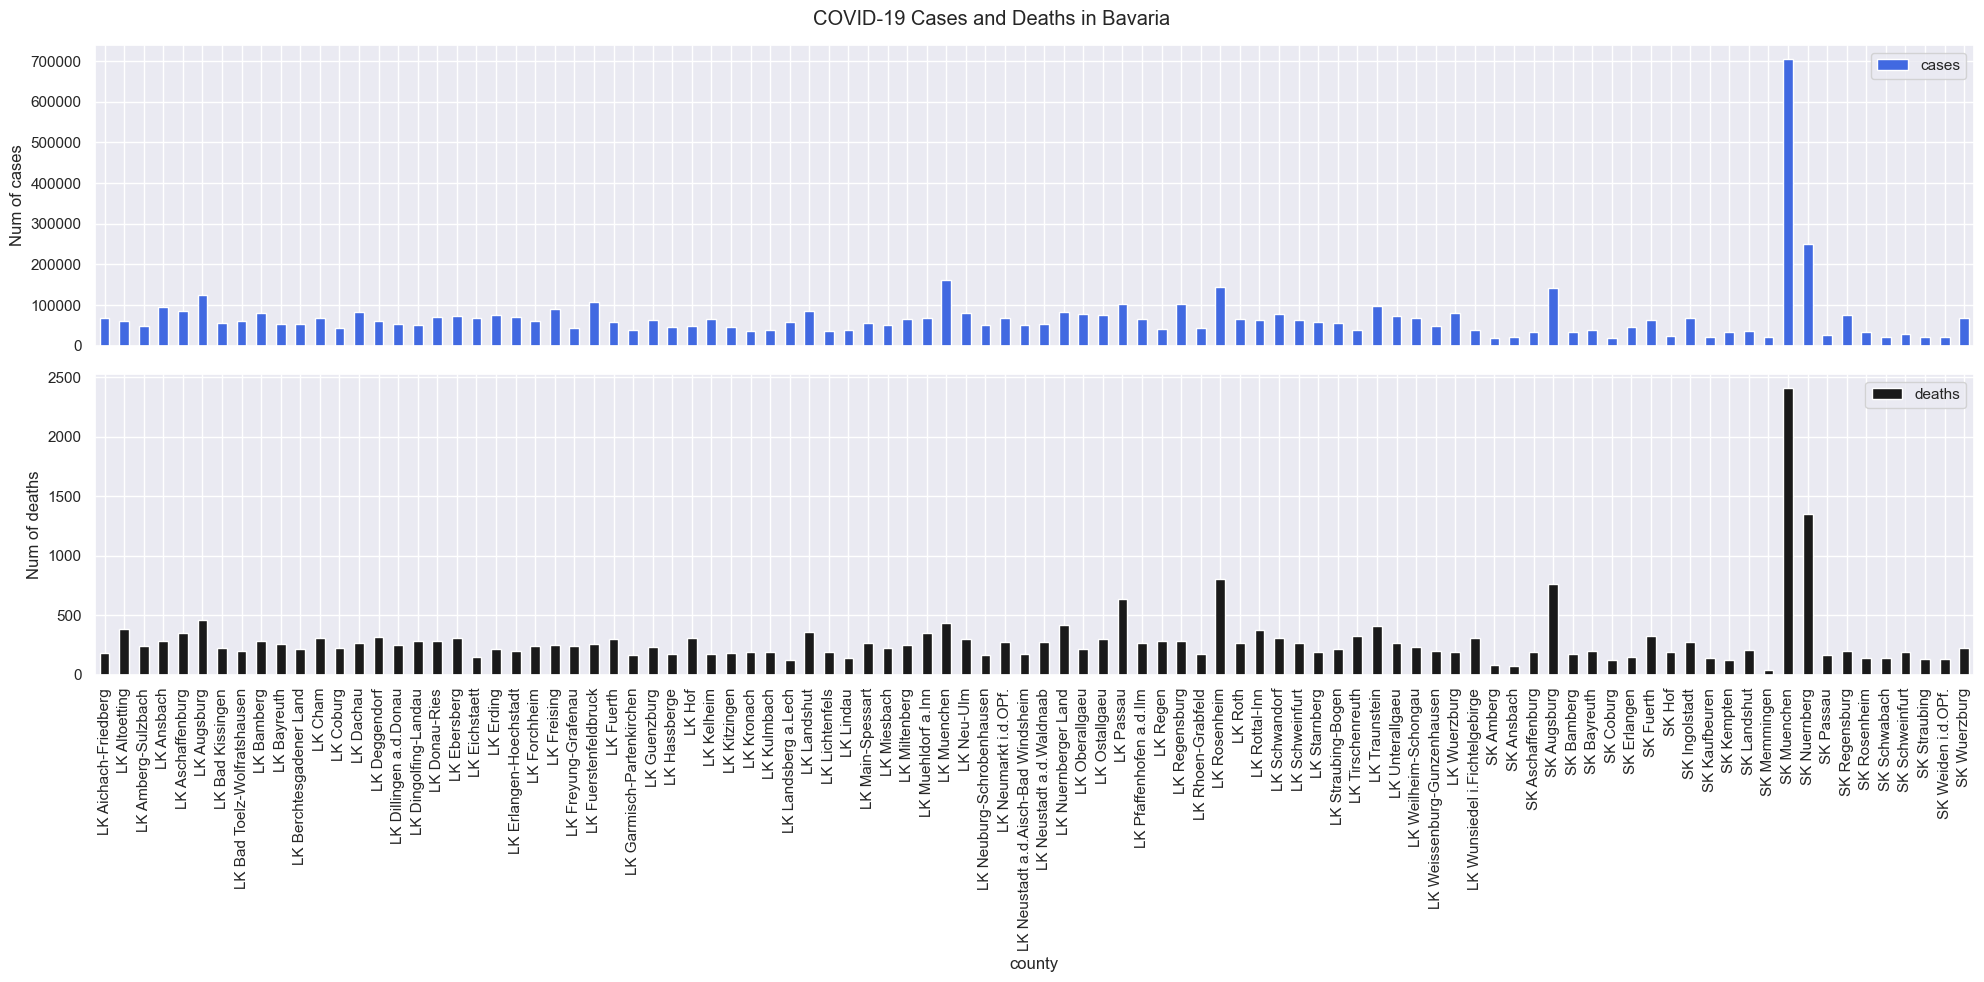 COVID-19 Cases and Deaths in Bavaria
700000
600000
500000
400000
300000
200000
100000
0
Num of cases
cases
2500
2000
1500
1000
500
0
Num of deaths
deaths
LK Aichach-Friedberg
LK Altoetting
LK Amberg-Sulzbach
LK Ansbach
LK Aschaffenburg
LK Augsburg
LK Bad Kissingen
LK Bad Toelz-Wolfratshausen
LK Bamberg
LK Bayreuth
LK Berchtesgadener Land
LK Cham
LK Coburg
LK Dachau
LK Deggendorf
LK Dillingen a.d.Donau
LK Dingolfing-Landau
LK Donau-Ries
LK Ebersberg
LK Eichstaett
LK Erding
LK Erlangen-Hoechstadt
LK Forchheim
LK Freising
LK Freyung-Grafenau
LK Fuerstenfeldbruck
LK Fuerth
LK Garmisch-Partenkirchen
LK Guenzburg
LK Hassberge
LK Hof
LK Kelheim
LK Kitzingen
LK Kronach
LK Kulmbach
LK Landsberg a.Lech
LK Landshut
LK Lichtenfels
LK Lindau
LK Main-Spessart
LK Miesbach
LK Miltenberg
LK Muehldorf a.Inn
LK Muenchen
LK Neu-Ulm
LK Neuburg-Schrobenhausen
LK Neumarkt i.d.OPf.
LK Neustadt a.d.Aisch-Bad Windsheim
LK Neustadt a.d.Waldnaab
LK Nuernberger Land
LK Oberallgaeu
LK Ostallgaeu
LK Passau
LK Pfaffenhofen a.d.Ilm
LK Regen
LK Regensburg
LK Rhoen-Grabfeld
LK Rosenheim
LK Roth
LK Rottal-Inn
LK Schwandorf
LK Schweinfurt
LK Starnberg
LK Straubing-Bogen
LK Tirschenreuth
LK Traunstein
LK Unterallgaeu
LK Weilheim-Schongau
LK Weissenburg-Gunzenhausen
LK Wuerzburg
LK Wunsiedel i.Fichtelgebirge
SK Amberg
SK Ansbach
SK Aschaffenburg
SK Augsburg
SK Bamberg
SK Bayreuth
SK Coburg
SK Erlangen
SK Fuerth
SK Hof
SK Ingolstadt
SK Kaufbeuren
SK Kempten
SK Landshut
SK Memmingen
SK Muenchen
SK Nuernberg
SK Passau
SK Regensburg
SK Rosenheim
SK Schwabach
SK Schweinfurt
SK Straubing
SK Weiden i.d.OPf.
SK Wuerzburg
county